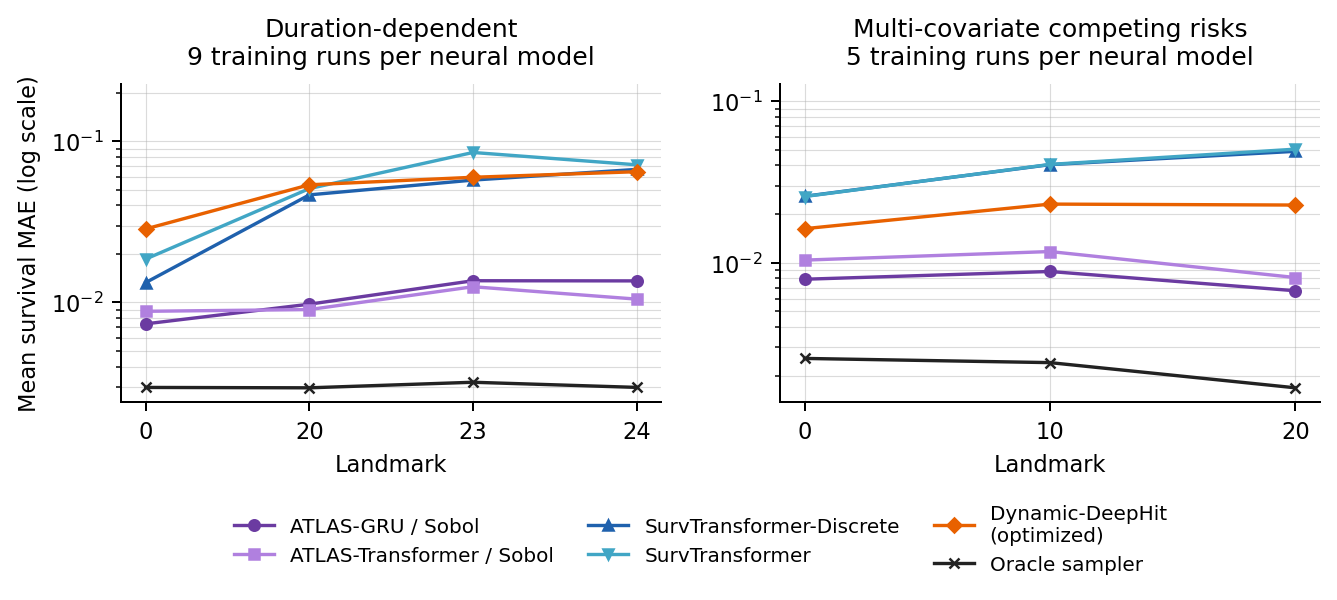 Duration-dependent
9 training runs per neural model
Multi-covariate competing risks
5 training runs per neural model
Mean survival MAE (log scale)
10⁻¹
10⁻²
0 20 23 24
Landmark
10⁻¹
10⁻²
0 10 20
Landmark
ATLAS-GRU / Sobol
ATLAS-Transformer / Sobol
SurvTransformer-Discrete
SurvTransformer
Dynamic-DeepHit
(optimized)
Oracle sampler